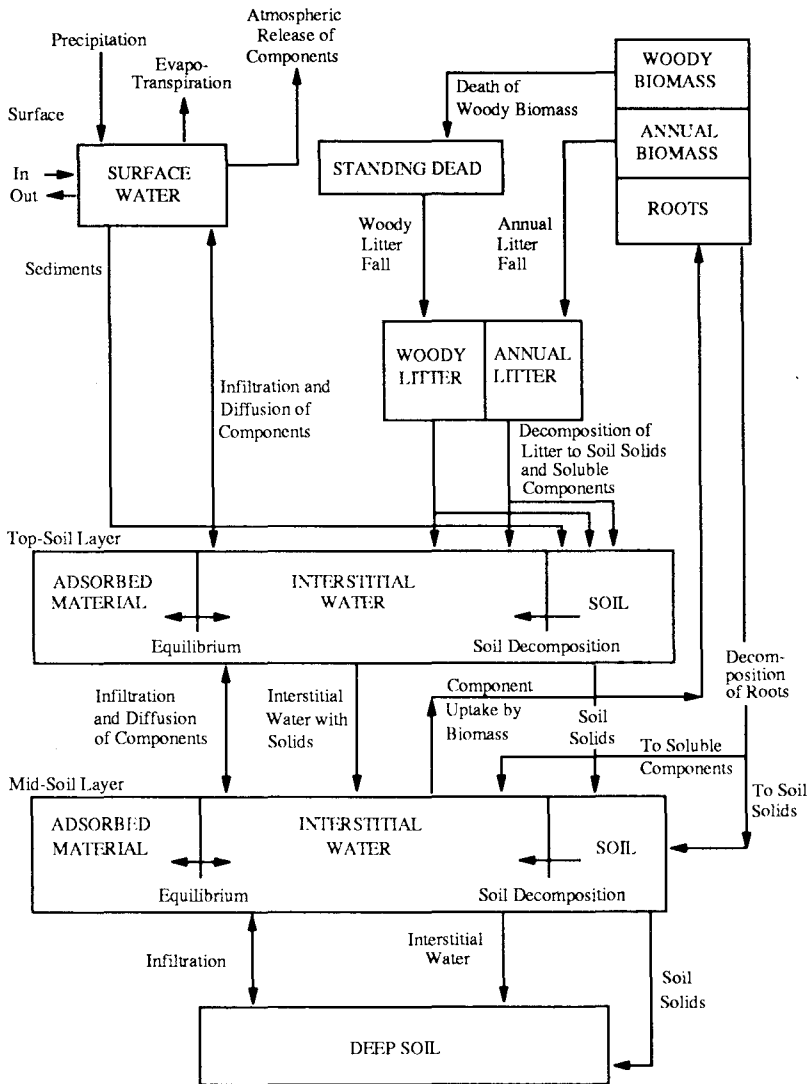 Precipitation
Evapo-
Transpiration
Atmospheric
Release of
Components
Surface
In
Out
SURFACE
WATER
Sediments
Death of
Woody Biomass
WOODY
BIOMASS
ANNUAL
BIOMASS
ROOTS
STANDING DEAD
Woody
Litter
Fall
Annual
Litter
Fall
WOODY
LITTER
ANNUAL
LITTER
Infiltration and
Diffusion of
Components
Decomposition of
Litter to Soil Solids
and Soluble
Components
Top-Soil Layer
ADSORBED
MATERIAL
INTERSTITIAL
WATER
SOIL
Equilibrium
Soil Decomposition
Infiltration
and Diffusion
of Components
Interstitial
Water with
Solids
Component
Uptake by
Biomass
Soil
Solids
Decom-
position
of Roots
To Soluble
Components
To Soil
Solids
Mid-Soil Layer
ADSORBED
MATERIAL
INTERSTITIAL
WATER
SOIL
Equilibrium
Soil Decomposition
Infiltration
Interstitial
Water
Soil
Solids
DEEP SOIL